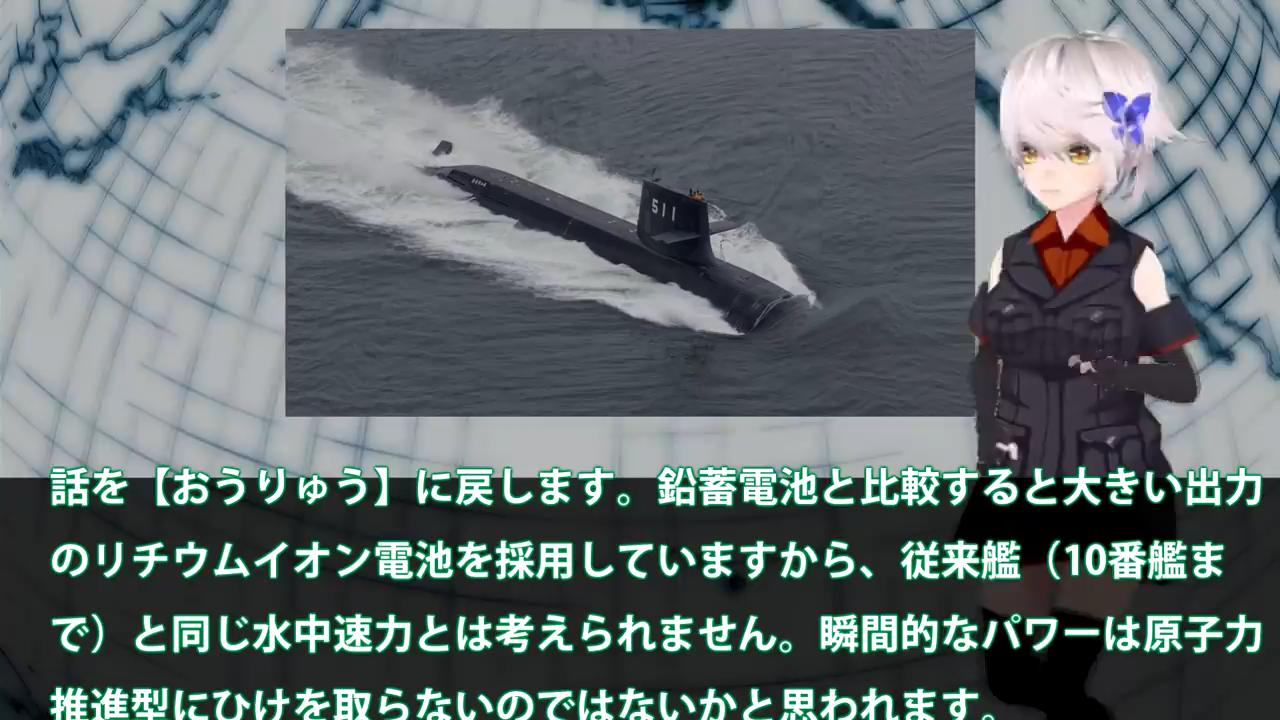 511
話を【おうりゅう】に戻します。鉛蓄電池と比較すると大きい出力
のリチウムイオン電池を採用していますから、従来艦（10番艦ま
で）と同じ水中速力とは考えられません。瞬間的なパワーは原子力
推進型にひけを取らないのではないかと思われます。